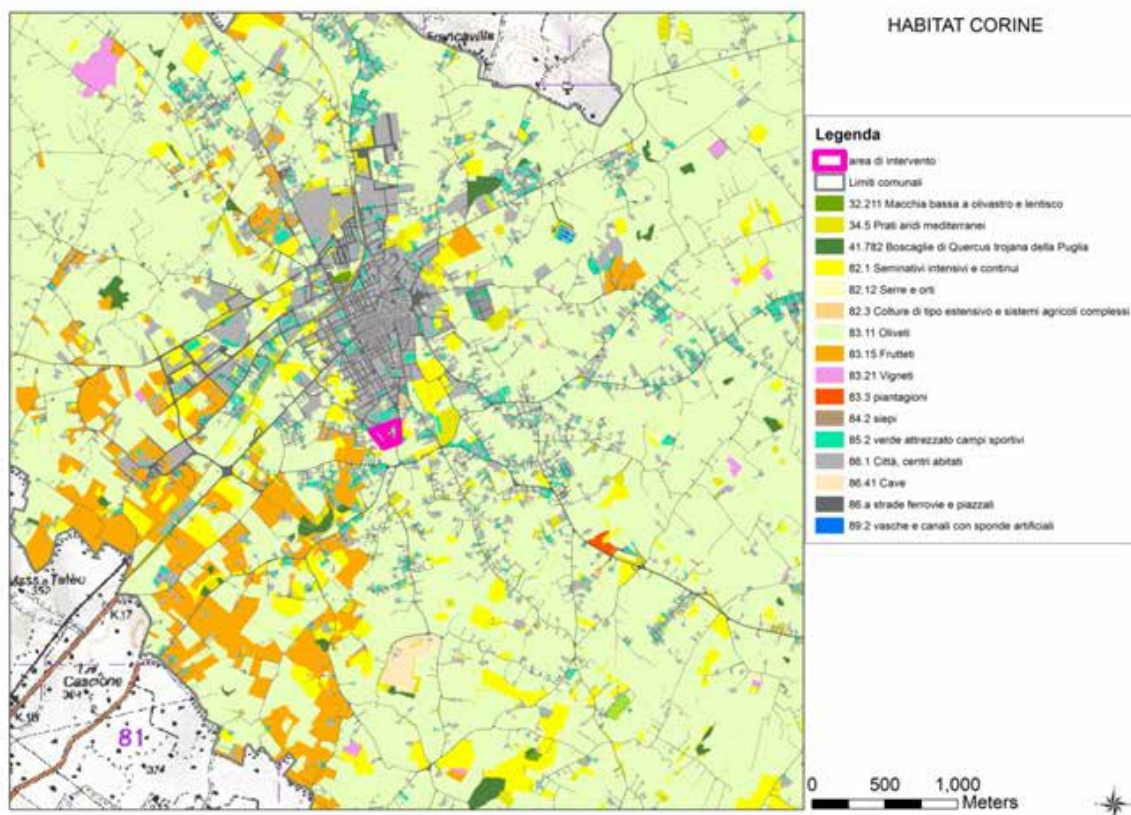 HABITAT CORINE
Legenda
area di intervento
Limiti comunali
32.211 Macchia bassa a olivastro e lentisco
34.5 Prati aridi mediterranei
41.782 Boscaglie di Quercus trojana della Puglia
82.1 Seminativi intensivi e continui
82.12 Serre e orti
82.3 Colture di tipo estensivo e sistemi agricoli complessi
83.11 Oliveti
83.15 Frutteti
83.21 Vigneti
83.3 piantagioni
84.2 siepi
85.2 verde attrezzato campi sportivi
86.1 Città, centri abitati
86.41 Cave
86.a strade ferrovie e piazzali
89.2 vasche e canali con sponde artificiali
0 500 1,000
Meters
352
K.17
Cascione
K.18
81
374